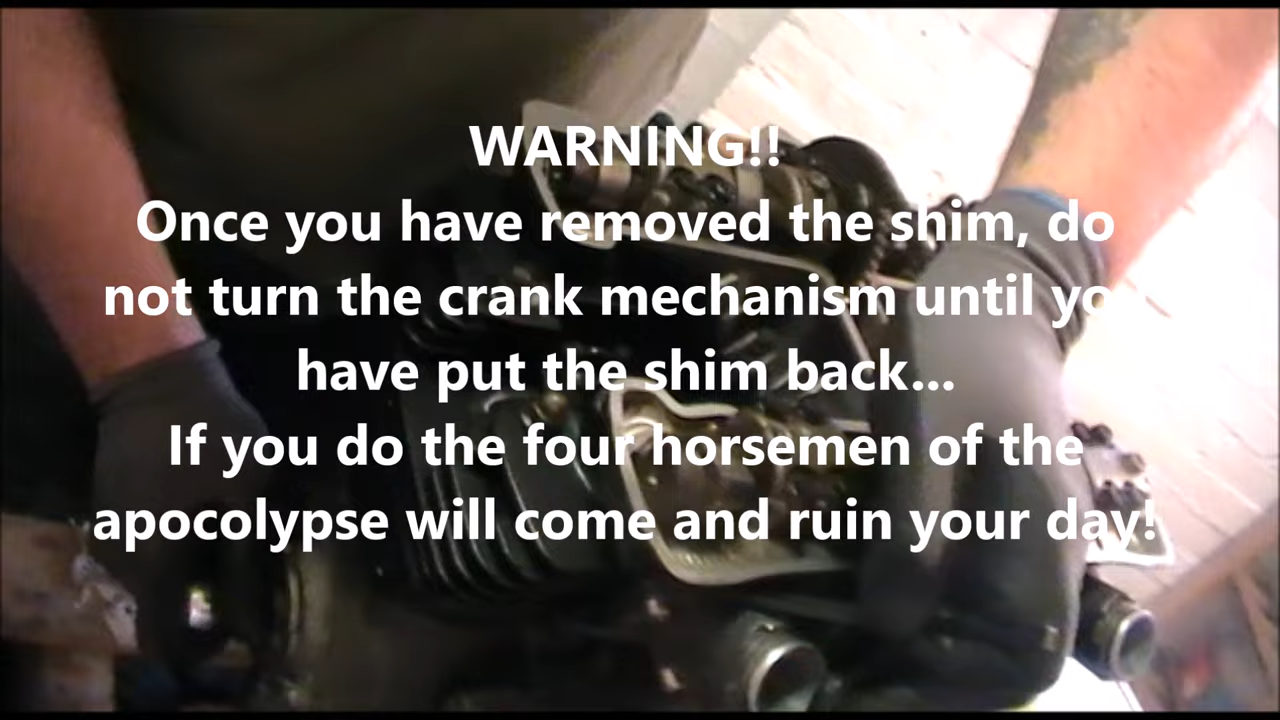 WARNING!!
Once you have removed the shim, do
not turn the crank mechanism until you
have put the shim back...
If you do the four horsemen of the
apocolypse will come and ruin your day!